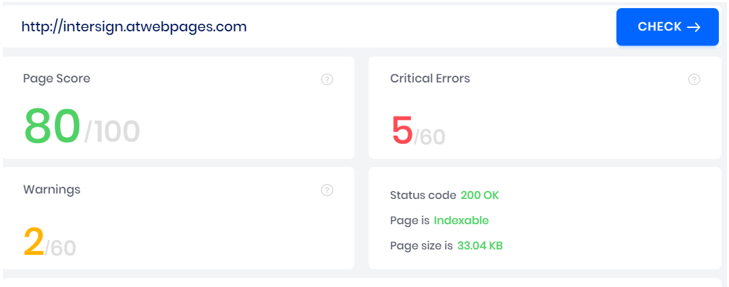 http://intersign.atwebpages.com
CHECK →
Page Score
?
80/100
Critical Errors
?
5/60
Warnings
?
2/60
Status code 200 OK
Page is Indexable
Page size is 33.04 KB